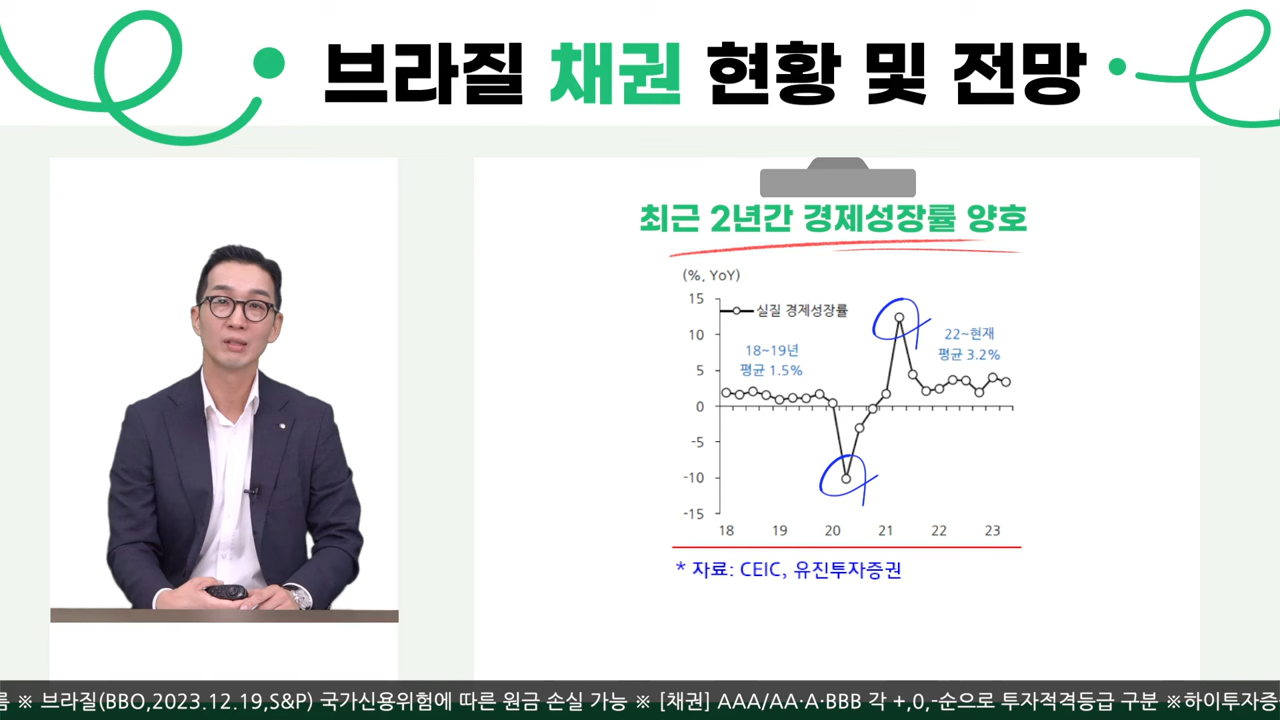 브라질 채권 현황 및 전망
최근 2년간 경제성장률 양호
(%, YoY)
15
실질 경제성장률
10
18~19년
평균 1.5%
22~현재
평균 3.2%
5
0
-5
-10
-15
18 19 20 21 22 23
* 자료: CEIC, 유진투자증권
※ 브라질(BBO,2023.12.19,S&P) 국가신용위험에 따른 원금 손실 가능 ※ [채권] AAA/AA·A·BBB 각 +,0,-순으로 투자적격등급 구분 ※하이투자증